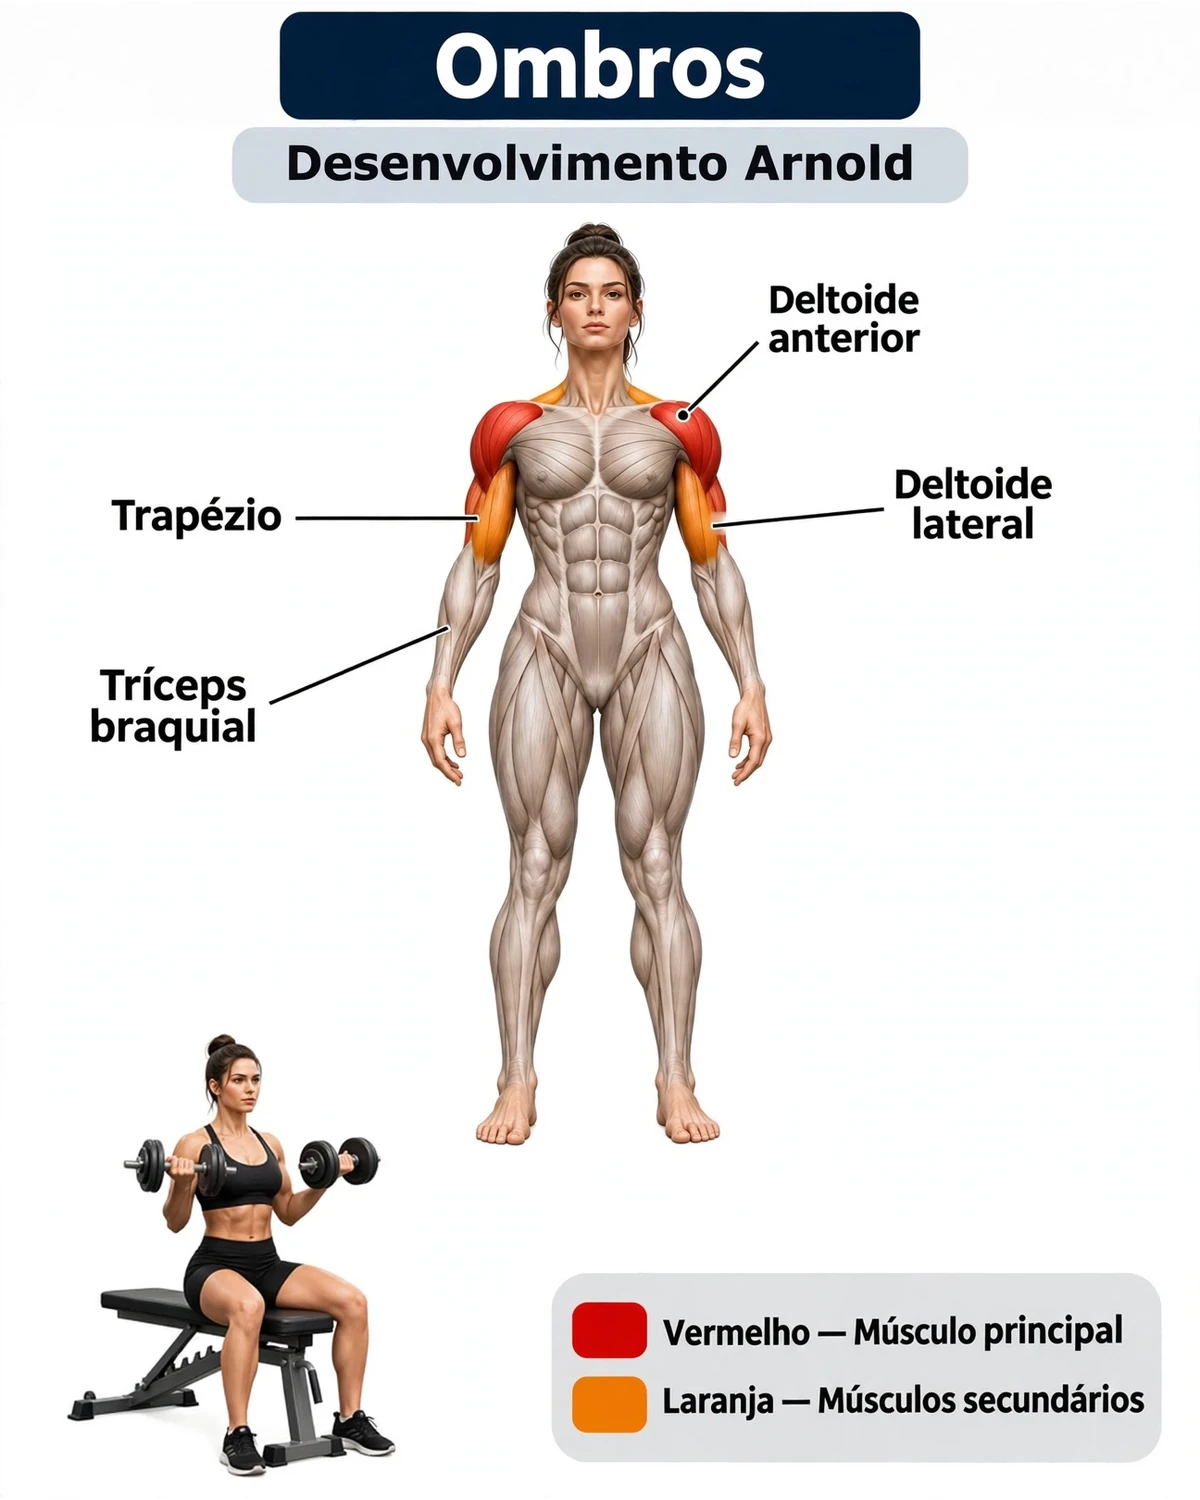 Ombros
Desenvolvimento Arnold
Deltoide
anterior
Trapézio
Deltoide
lateral
Tríceps
braquial
Vermelho — Músculo principal
Laranja — Músculos secundários